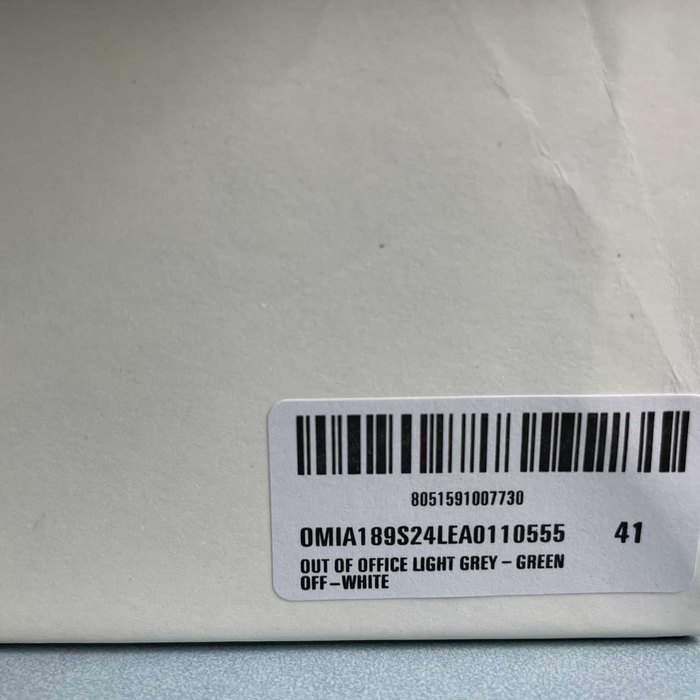 8051591007730
OMIA189S24LEA0110555 41
OUT OF OFFICE LIGHT GREY - GREEN
OFF-WHITE